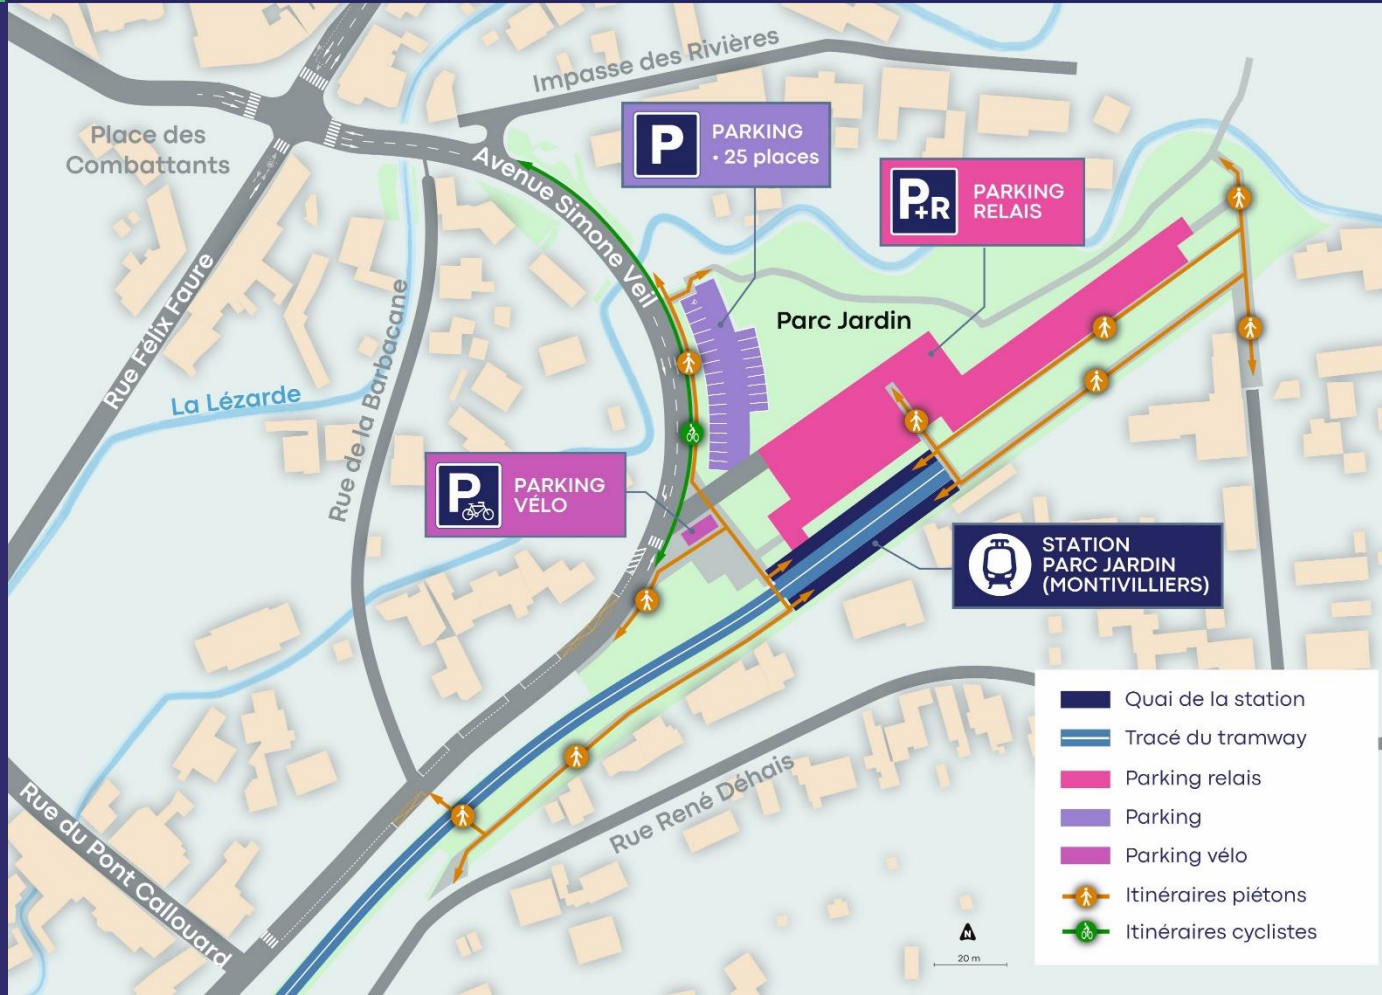 Impasse des Rivières
Place des
Combattants
Avenue Simone Veil
P
PARKING
• 25 places
P+R
PARKING
RELAIS
Rue Félix Faure
La Lézarde
Rue de la Barbacane
Parc Jardin
P
PARKING
VÉLO
STATION
PARC JARDIN
(MONTIVILLIERS)
Rue du Pont Callouard
Rue René Déhais
Quai de la station
Tracé du tramway
Parking relais
Parking
Parking vélo
Itinéraires piétons
Itinéraires cyclistes
N
20 m